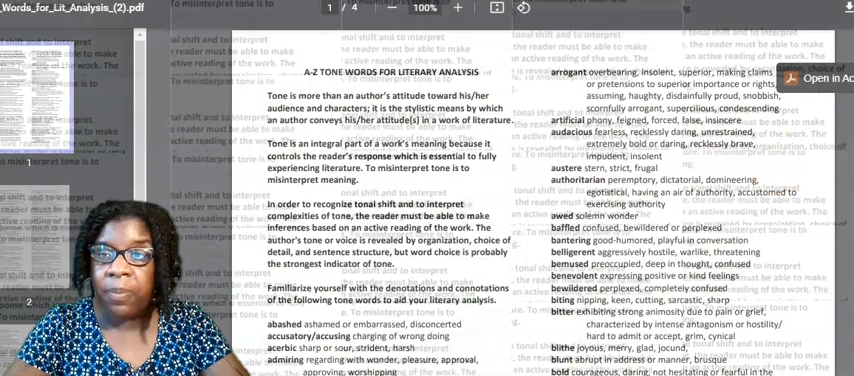 _Words_for_Lit_Analysis_(2).pdf
1 / 4
100%
Open in Ac
1
2
A-Z TONE WORDS FOR LITERARY ANALYSIS
Tone is more than an author's attitude toward his/her
audience and characters; it is the stylistic means by which
an author conveys his/her attitude(s) in a work of literature.
Tone is an integral part of a work's meaning because it
controls the reader's response which is essential to fully
experiencing literature. To misinterpret tone is to
misinterpret meaning.
In order to recognize tonal shift and to interpret
complexities of tone, the reader must be able to make
inferences based on an active reading of the work. The
author's tone or voice is revealed by organization, choice of
detail, and sentence structure, but word choice is probably
the strongest indicator of tone.
Familiarize yourself with the denotations and connotations
of the following tone words to aid your literary analysis.
abashed ashamed or embarrassed, disconcerted
accusatory/accusing charging of wrong doing
acerbic sharp or sour, strident, harsh
admiring regarding with wonder, pleasure, approval,
approving, worshipping
arrogant overbearing, insolent, superior, making claims
or pretensions to superior importance or rights,
assuming, haughty, disdainfully proud, snobbish,
scornfully arrogant, supercilious, condescending
artificial phony, feigned, forced, false, insincere
audacious fearless, recklessly daring, unrestrained,
extremely bold or daring, recklessly brave,
impudent, insolent
austere stern, strict, frugal
authoritarian peremptory, dictatorial, domineering,
egotistical, having an air of authority, accustomed to
exercising authority
awed solemn wonder
baffled confused, bewildered or perplexed
bantering good-humored, playful in conversation
belligerent aggressively hostile, warlike, threatening
bemused preoccupied, deep in thought, confused
benevolent expressing positive or kind feelings
bewildered perplexed, completely confused
biting nipping, keen, cutting, sarcastic, sharp
bitter exhibiting strong animosity due to pain or grief,
characterized by intense antagonism or hostility/
hard to admit or accept, grim, cynical
blithe joyous, merry, glad, jocund,
blunt abrupt in address or manner, brusque
bold courageous, daring, not hesitating or fearful in the